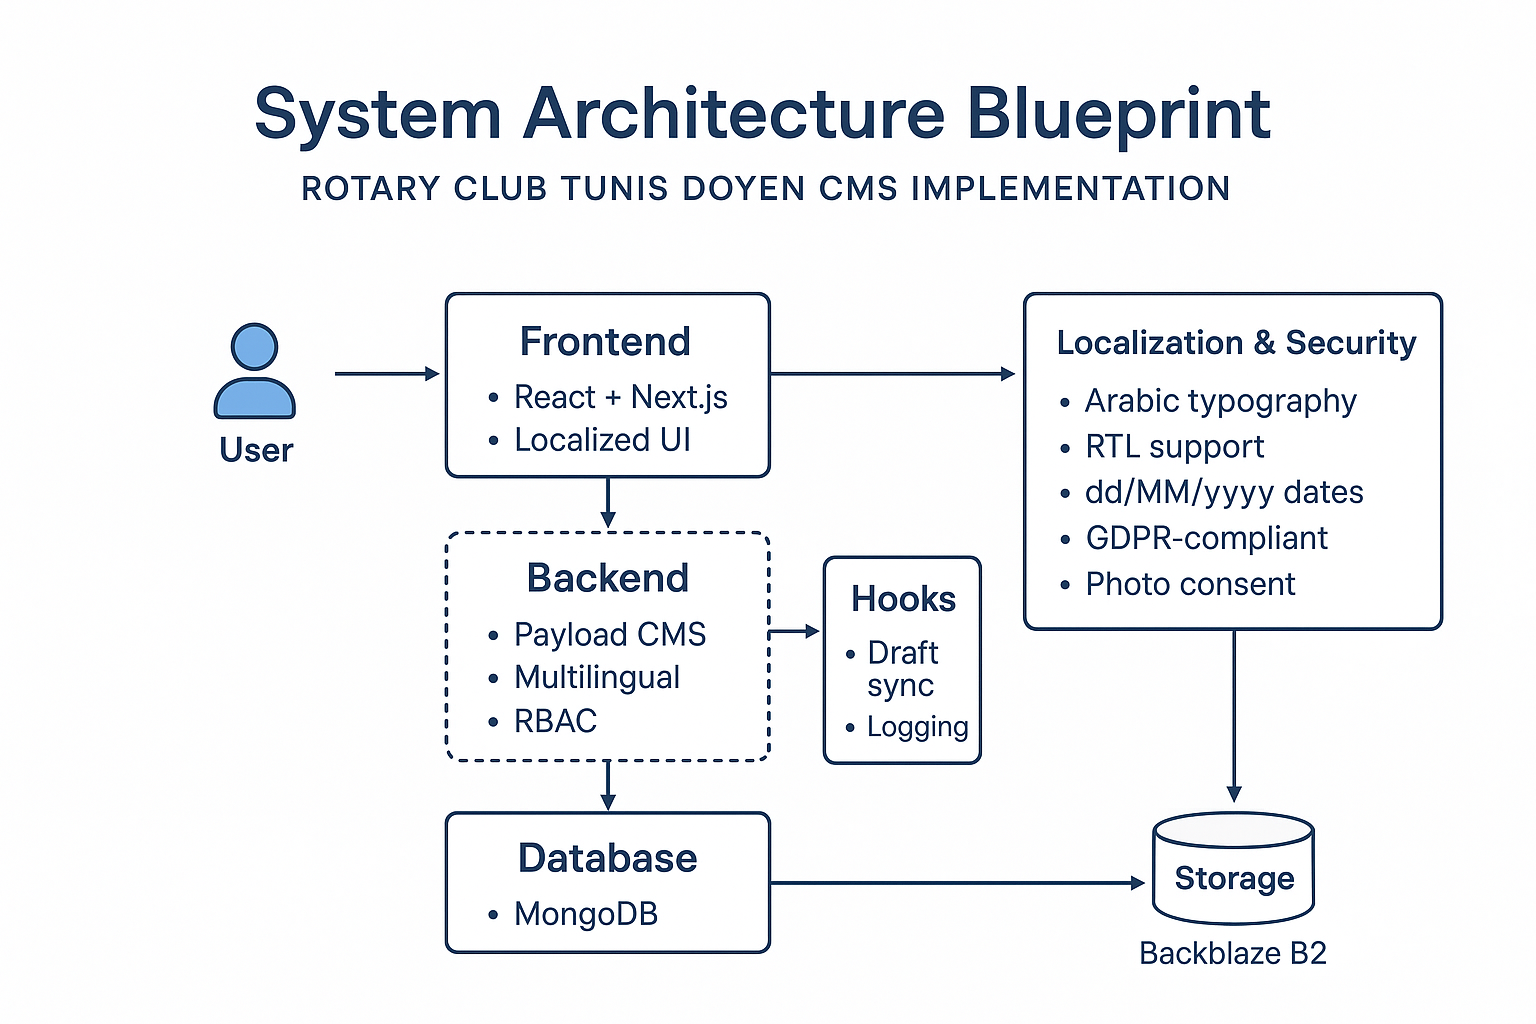 System Architecture Blueprint
ROTARY CLUB TUNIS DOYEN CMS IMPLEMENTATION
User
Frontend
• React + Next.js
• Localized UI
Backend
• Payload CMS
• Multilingual
• RBAC
Hooks
• Draft
sync
• Logging
Database
• MongoDB
Localization & Security
• Arabic typography
• RTL support
• dd/MM/yyyy dates
• GDPR-compliant
• Photo consent
Storage
Backblaze B2